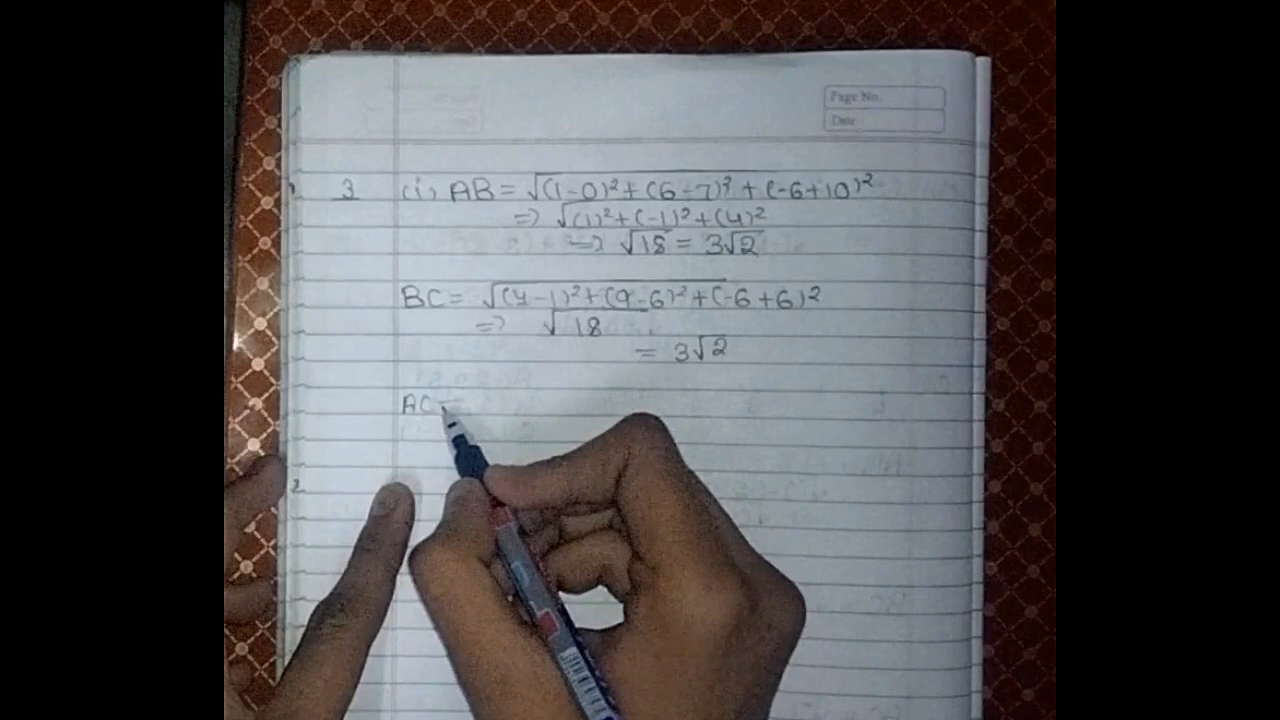 Page No.
Date
3 (i) AB = √(1-0)²+(6-7)²+(-6+10)²
=> √(1)²+(-1)²+(4)²
=> √18 = 3√2
BC = √(4-1)²+(9-6)²+(-6+6)²
=> √18
= 3√2
AC =
2